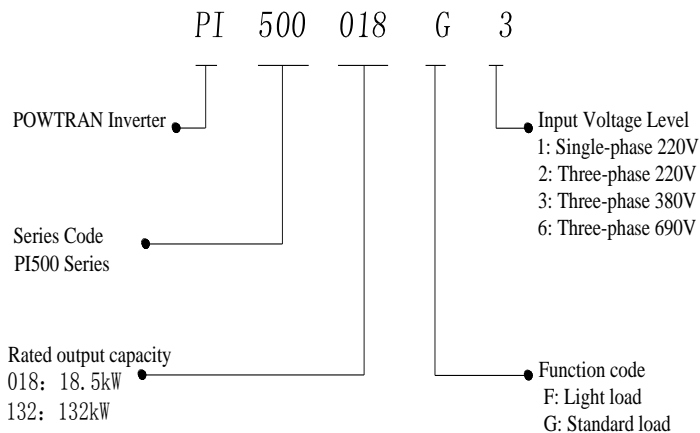 PI 500 018 G 3
POWTRAN Inverter
Input Voltage Level
1: Single-phase 220V
2: Three-phase 220V
3: Three-phase 380V
6: Three-phase 690V
Series Code
PI500 Series
Rated output capacity
018: 18.5kW
132: 132kW
Function code
F: Light load
G: Standard load